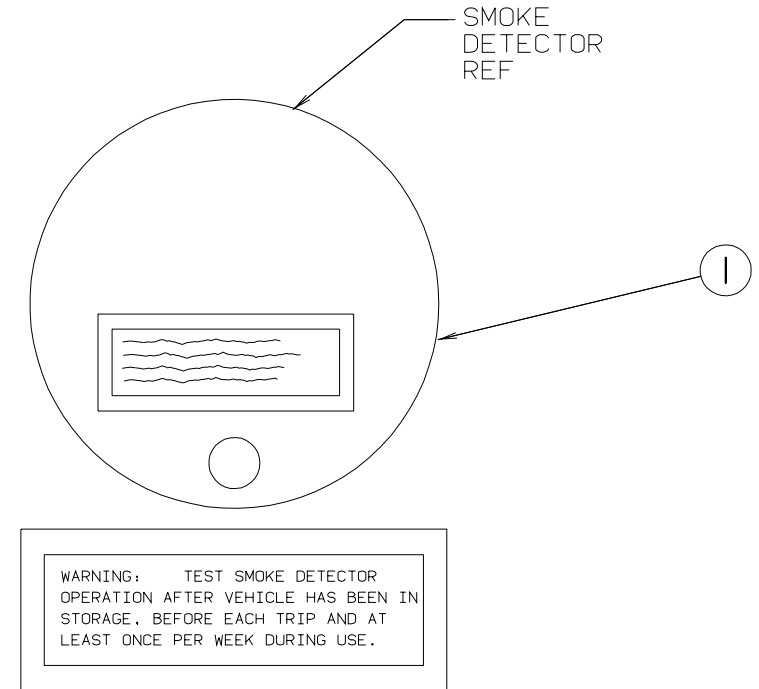 SMOKE
DETECTOR
REF
1
WARNING: TEST SMOKE DETECTOR
OPERATION AFTER VEHICLE HAS BEEN IN
STORAGE, BEFORE EACH TRIP AND AT
LEAST ONCE PER WEEK DURING USE.